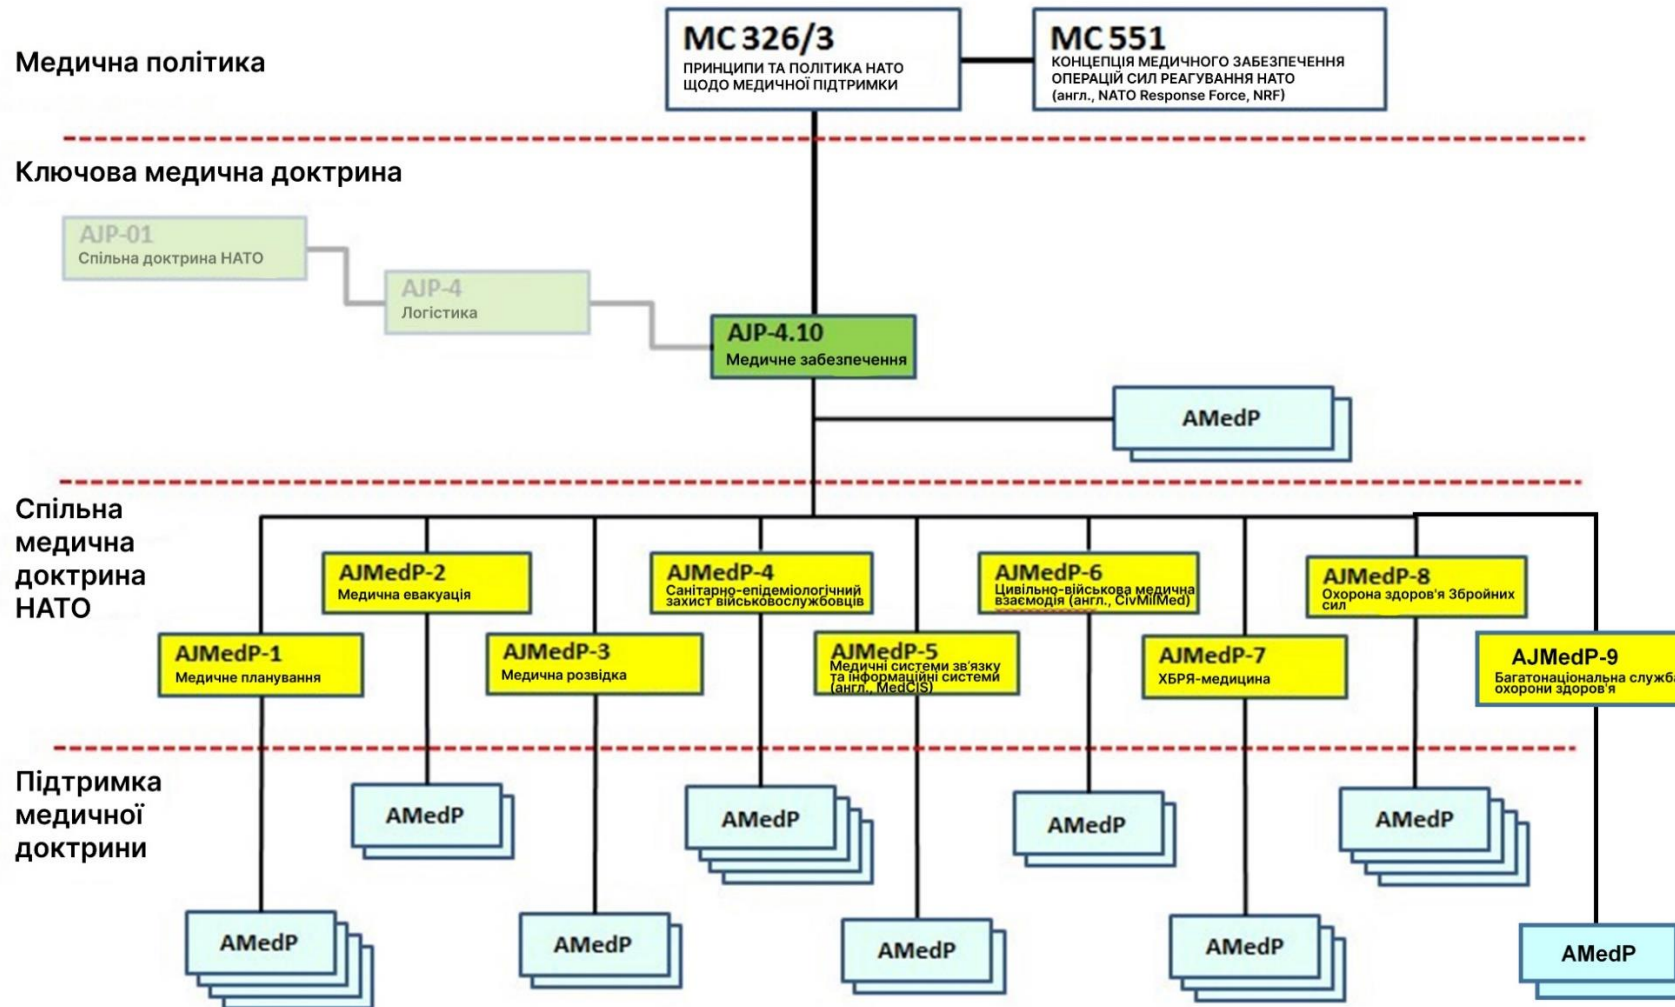 Медична політика
МС 326/3
ПРИНЦИПИ ТА ПОЛІТИКА НАТО
ЩОДО МЕДИЧНОЇ ПІДТРИМКИ
МС 551
КОНЦЕПЦІЯ МЕДИЧНОГО ЗАБЕЗПЕЧЕННЯ
ОПЕРАЦІЙ СИЛ РЕАГУВАННЯ НАТО
(англ., NATO Response Force, NRF)
Ключова медична доктрина
AJP-01
Спільна доктрина НАТО
AJP-4
Логістика
AJP-4.10
Медичне забезпечення
AMedP
Спільна
медична
доктрина
НАТО
AJMedP-2
Медична евакуація
AJMedP-4
Санітарно-епідеміологічний
захист військовослужбовців
AJMedP-6
Цивільно-військова медична
взаємодія (англ., CivMilMed)
AJMedP-8
Охорона здоров'я Збройних
сил
AJMedP-1
Медичне планування
AJMedP-3
Медична розвідка
AJMedP-5
Медичні системи зв'язку
та інформаційні системи
(англ., MedCIS)
AJMedP-7
ХБРЯ-медицина
AJMedP-9
Багатонаціональна служба
охорони здоров'я
Підтримка
медичної
доктрини
AMedP
AMedP
AMedP
AMedP
AMedP
AMedP
AMedP
AMedP
AMedP